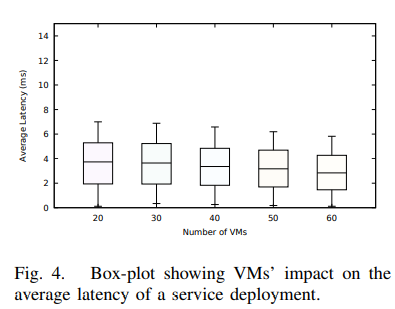 14
12
10
8
6
4
2
0
Average Latency (ms)
20 30 40 50 60
Number of VMs
Fig. 4. Box-plot showing VMs' impact on the
average latency of a service deployment.